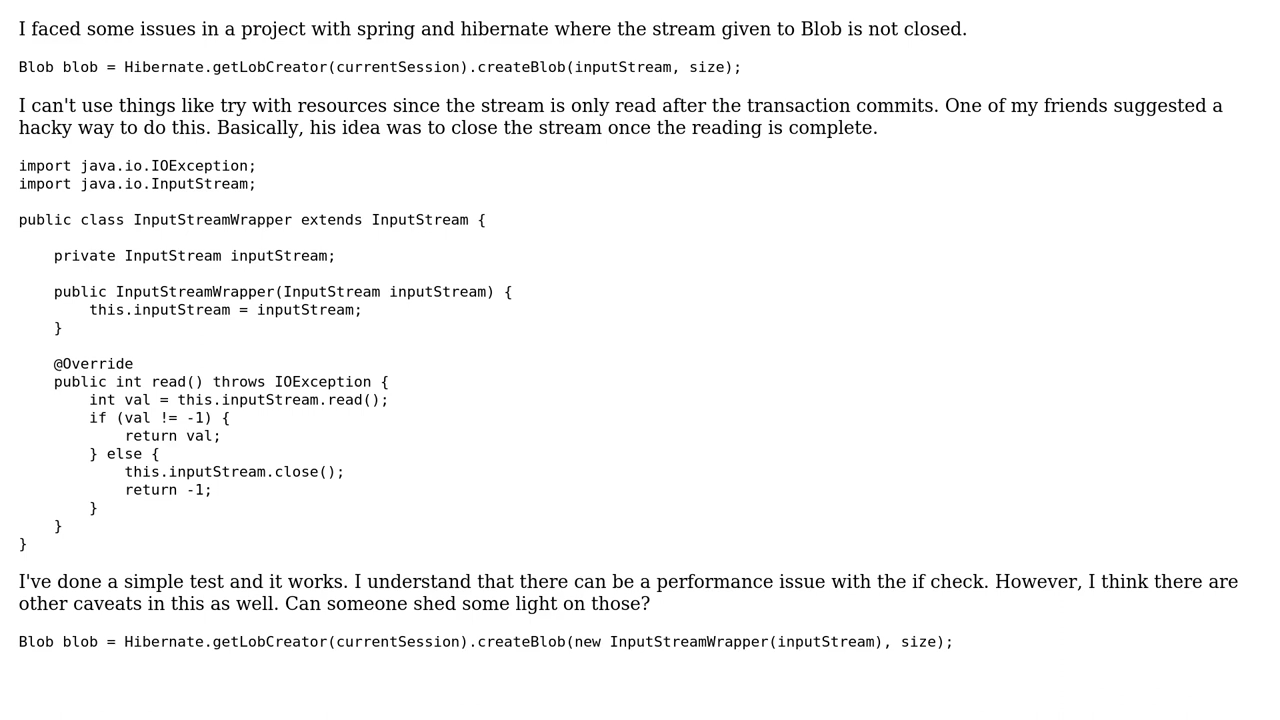 I faced some issues in a project with spring and hibernate where the stream given to Blob is not closed.
Blob blob = Hibernate.getLobCreator(currentSession).createBlob(inputStream, size);
I can't use things like try with resources since the stream is only read after the transaction commits. One of my friends suggested a
hacky way to do this. Basically, his idea was to close the stream once the reading is complete.
import java.io.IOException;
import java.io.InputStream;
public class InputStreamWrapper extends InputStream {
    private InputStream inputStream;
    public InputStreamWrapper(InputStream inputStream) {
        this.inputStream = inputStream;
    }
    @Override
    public int read() throws IOException {
        int val = this.inputStream.read();
        if (val != -1) {
            return val;
        } else {
            this.inputStream.close();
            return -1;
        }
    }
}
I've done a simple test and it works. I understand that there can be a performance issue with the if check. However, I think there are
other caveats in this as well. Can someone shed some light on those?
Blob blob = Hibernate.getLobCreator(currentSession).createBlob(new InputStreamWrapper(inputStream), size);